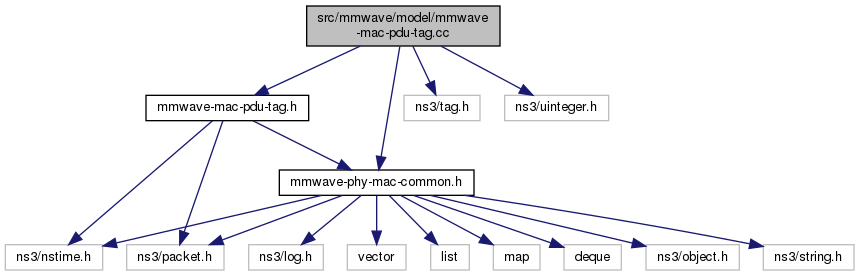 src/mmwave/model/mmwave
-mac-pdu-tag.cc
mmwave-mac-pdu-tag.h
ns3/tag.h
ns3/uinteger.h
mmwave-phy-mac-common.h
ns3/nstime.h
ns3/packet.h
ns3/log.h
vector
list
map
deque
ns3/object.h
ns3/string.h